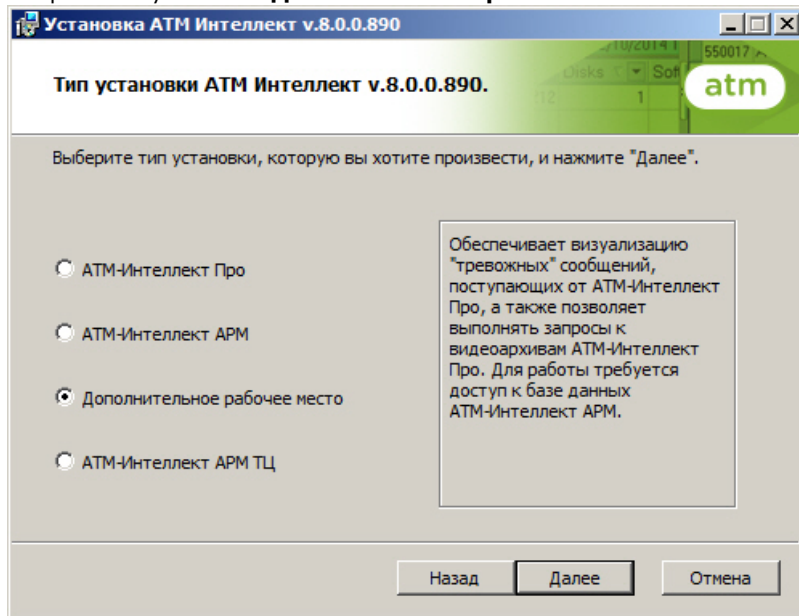 Установка АТМ Интеллект v.8.0.0.890
Тип установки АТМ Интеллект v.8.0.0.890.
550017
Disks
1
atm
Выберите тип установки, которую вы хотите произвести, и нажмите "Далее".
АТМ-Интеллект Про
АТМ-Интеллект АРМ
Дополнительное рабочее место
АТМ-Интеллект АРМ ТЦ
Обеспечивает визуализацию
"тревожных" сообщений,
поступающих от АТМ-Интеллект
Про, а также позволяет
выполнять запросы к
видеоархивам АТМ-Интеллект
Про. Для работы требуется
доступ к базе данных
АТМ-Интеллект АРМ.
Назад
Далее
Отмена